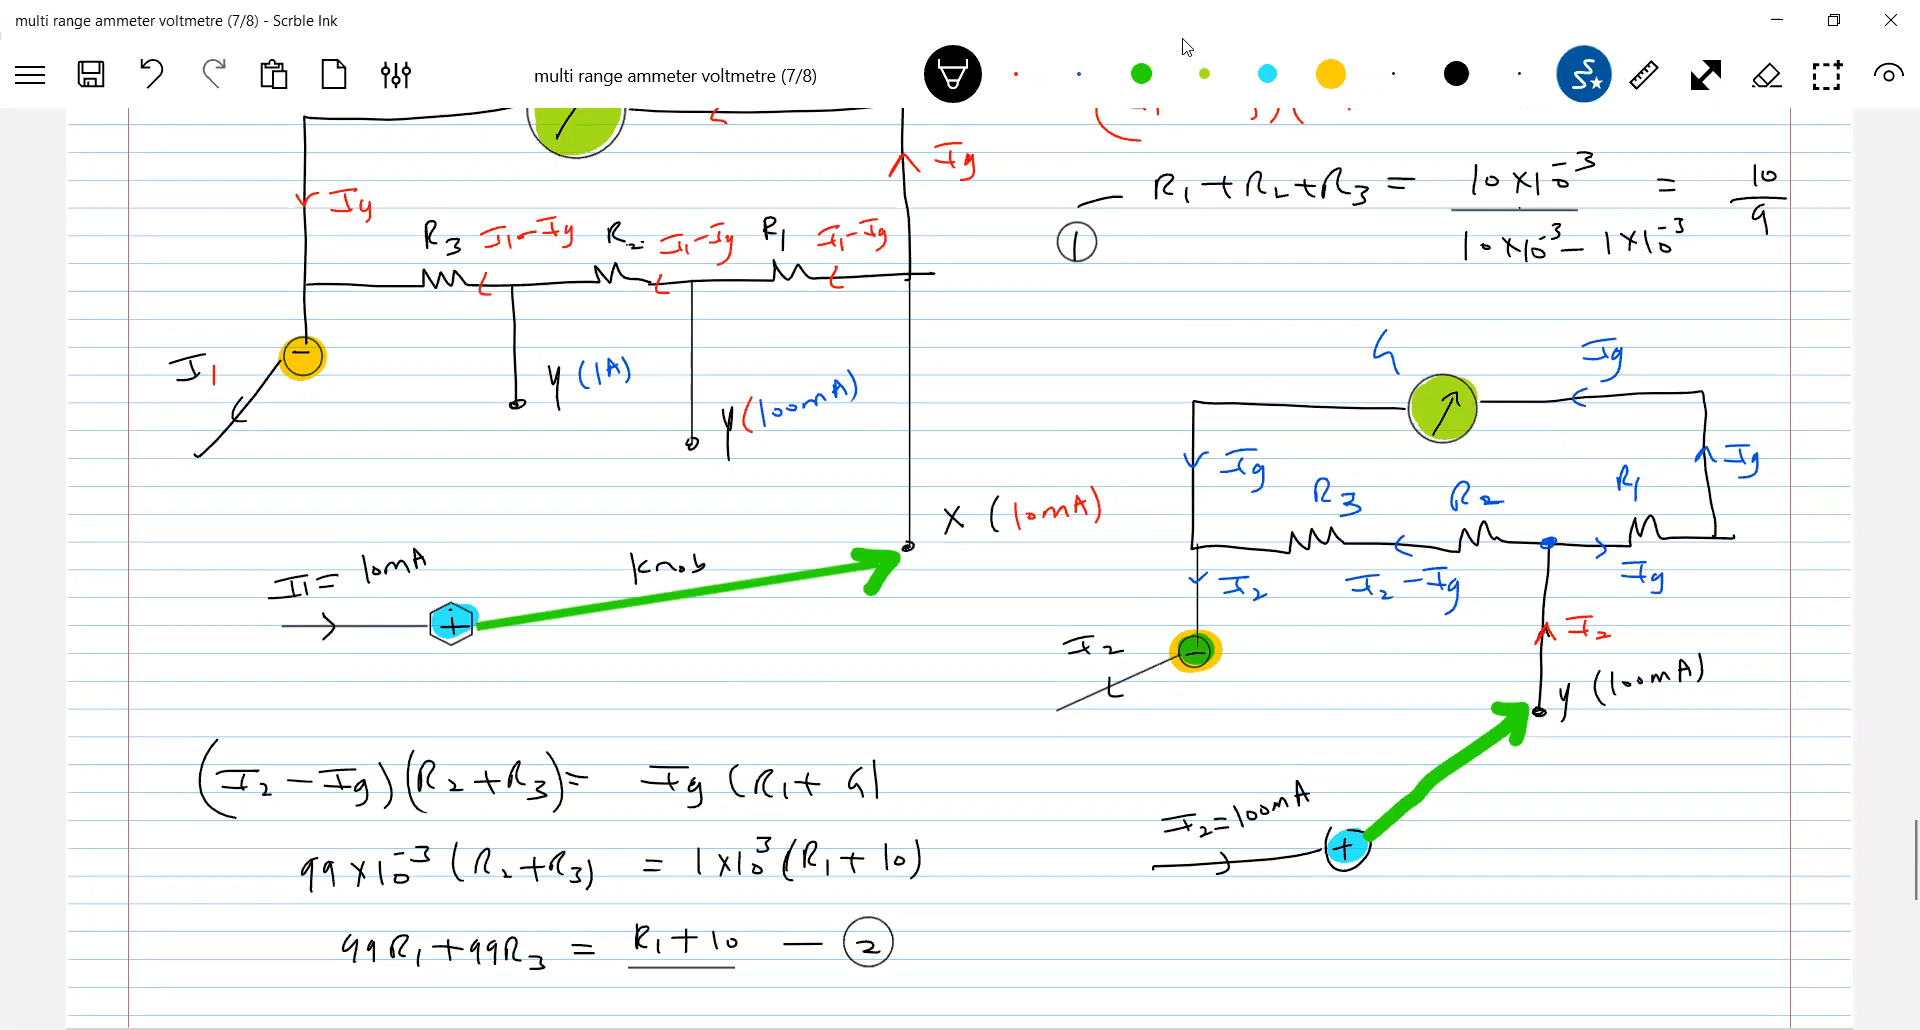 multi range ammeter voltmetre (7/8) - Scrble Ink
multi range ammeter voltmetre (7/8)
Ig
Ig
R3 I1-Ig R2 I1-Ig R1 I1-Ig
I1
-
Y (1A)
Y (100mA)
X (10mA)
I1 = 10mA
knob
+
① R1+R2+R3 = 10×10⁻³ / 10×10⁻³ - 1×10⁻³ = 10/9
G
Ig
Ig
Ig
R3 R2 R1
I2
I2-Ig
Ig
I2
-
I2
Y (100mA)
I2=100mA
+
(I2-Ig)(R2+R3)= Ig (R1+G)
99×10⁻³ (R2+R3) = 1×10³ (R1+10)
99R1+99R3 = R1+10 — ②